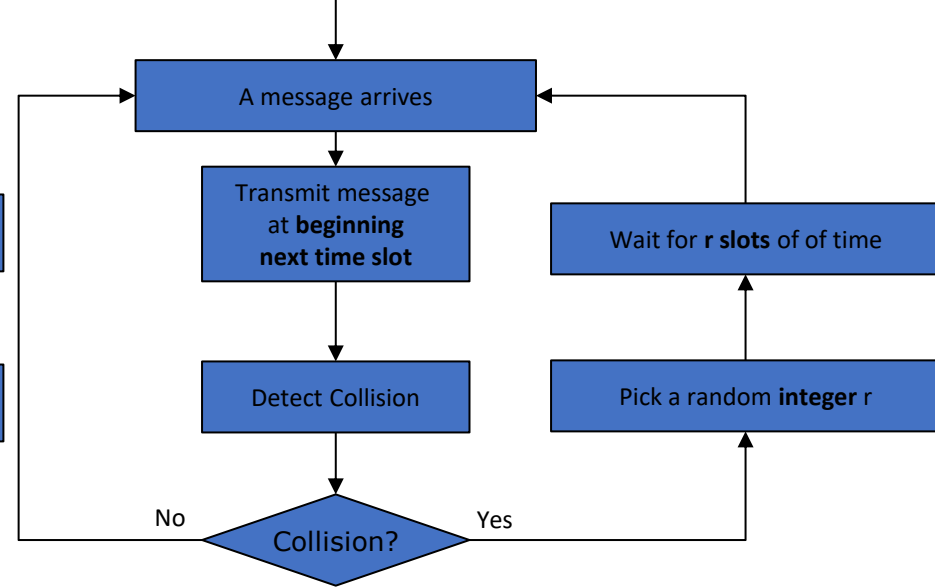 A message arrives
Transmit message
at beginning
next time slot
Wait for r slots of of time
Detect Collision
Pick a random integer r
No
Yes
Collision?